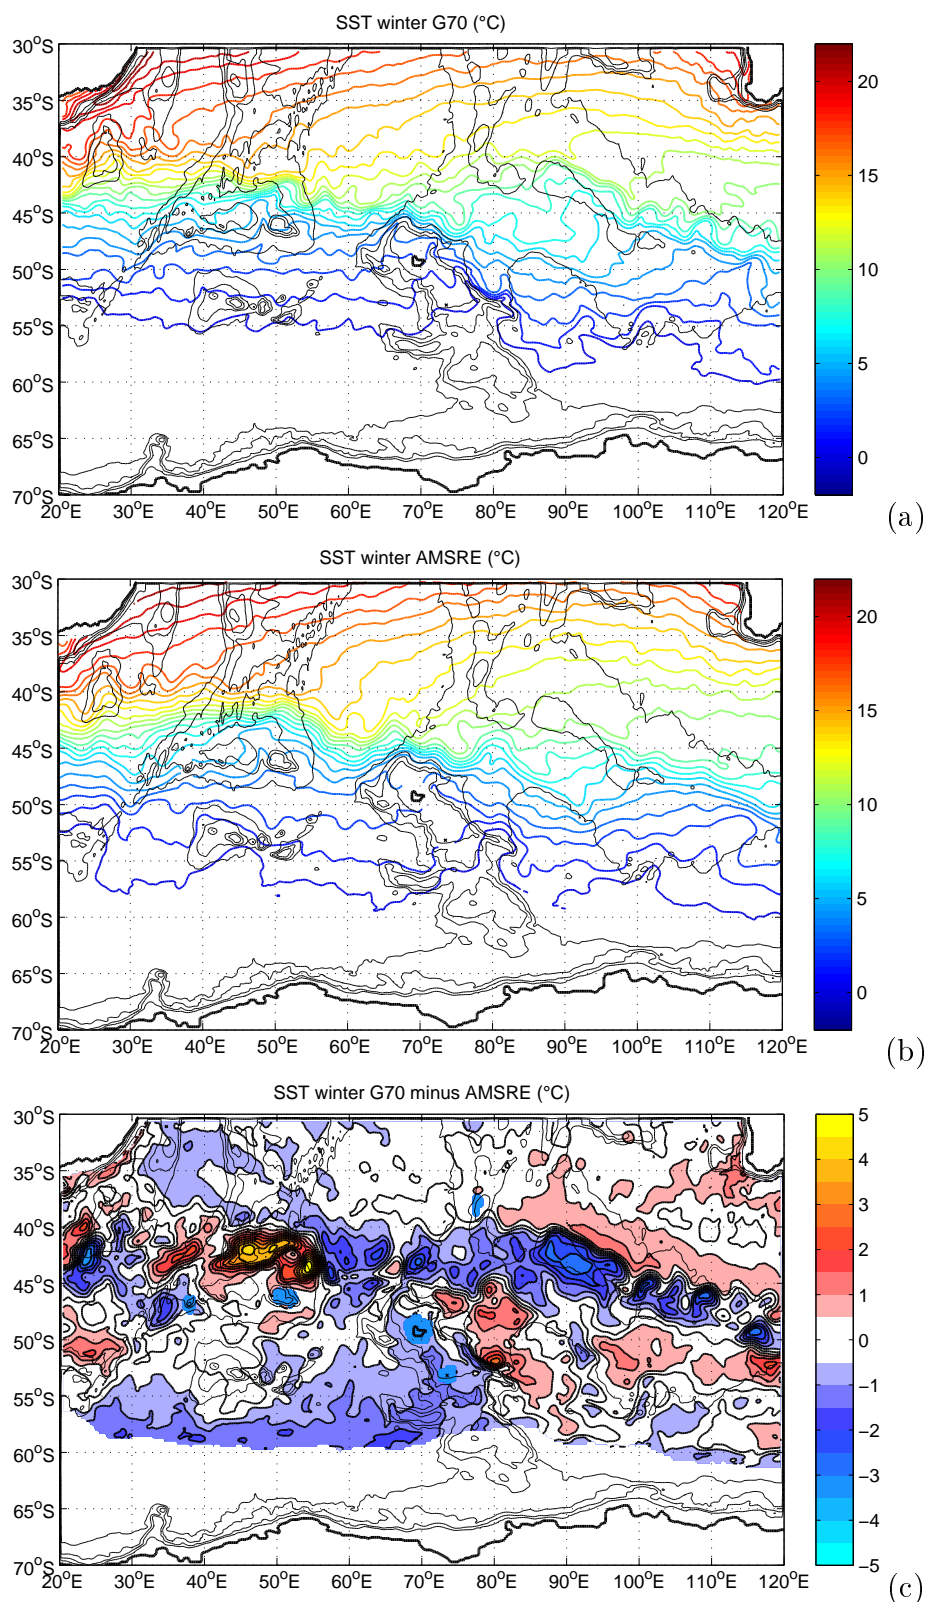 SST winter G70 (°C)
30°S
35°S
40°S
45°S
50°S
55°S
60°S
65°S
70°S
20°E 30°E 40°E 50°E 60°E 70°E 80°E 90°E 100°E 110°E 120°E
20
15
10
5
0
(a)
SST winter AMSRE (°C)
30°S
35°S
40°S
45°S
50°S
55°S
60°S
65°S
70°S
20°E 30°E 40°E 50°E 60°E 70°E 80°E 90°E 100°E 110°E 120°E
20
15
10
5
0
(b)
SST winter G70 minus AMSRE (°C)
30°S
35°S
40°S
45°S
50°S
55°S
60°S
65°S
70°S
20°E 30°E 40°E 50°E 60°E 70°E 80°E 90°E 100°E 110°E 120°E
5
4
3
2
1
0
−1
−2
−3
−4
−5
(c)